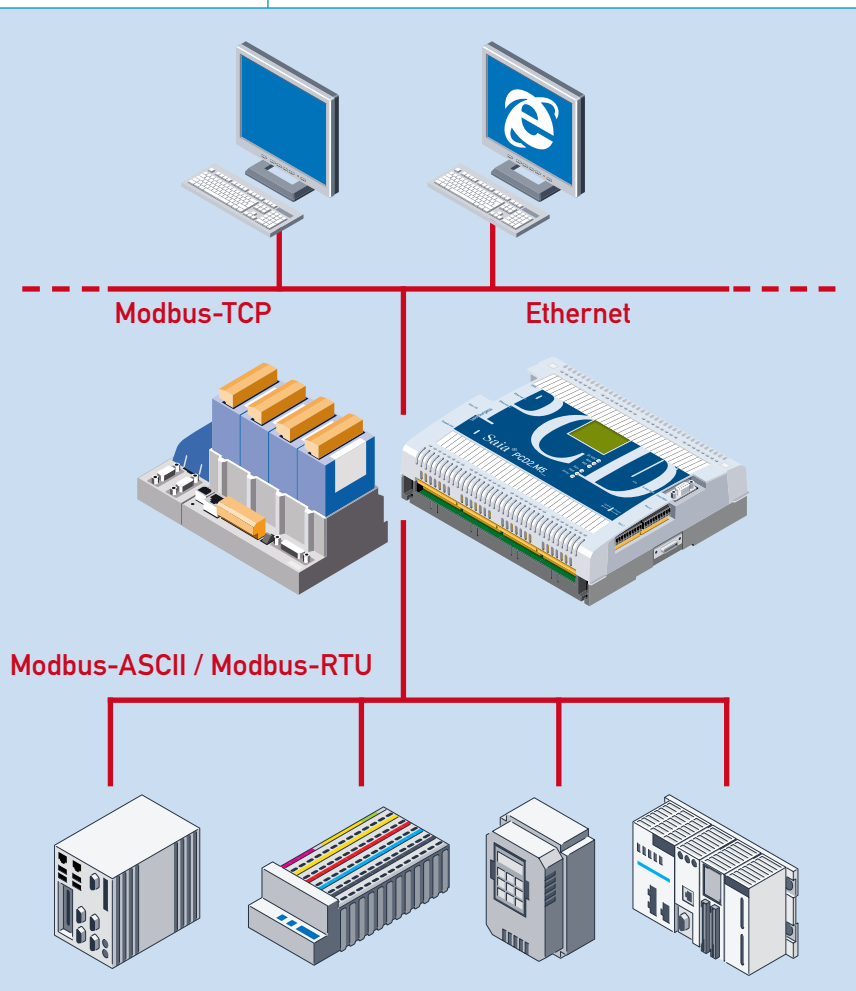 Modbus-TCP
Ethernet
PCD
Saia® PCD2.M5
Modbus-ASCII / Modbus-RTU